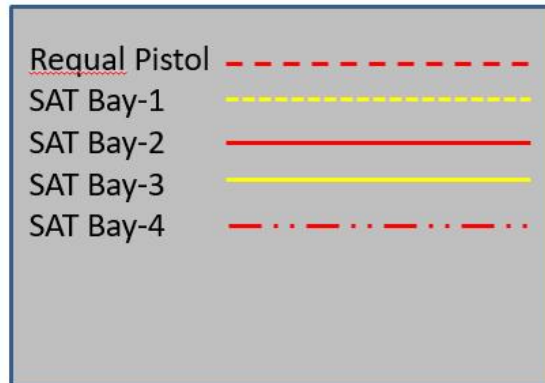 Requal Pistol
SAT Bay-1
SAT Bay-2
SAT Bay-3
SAT Bay-4